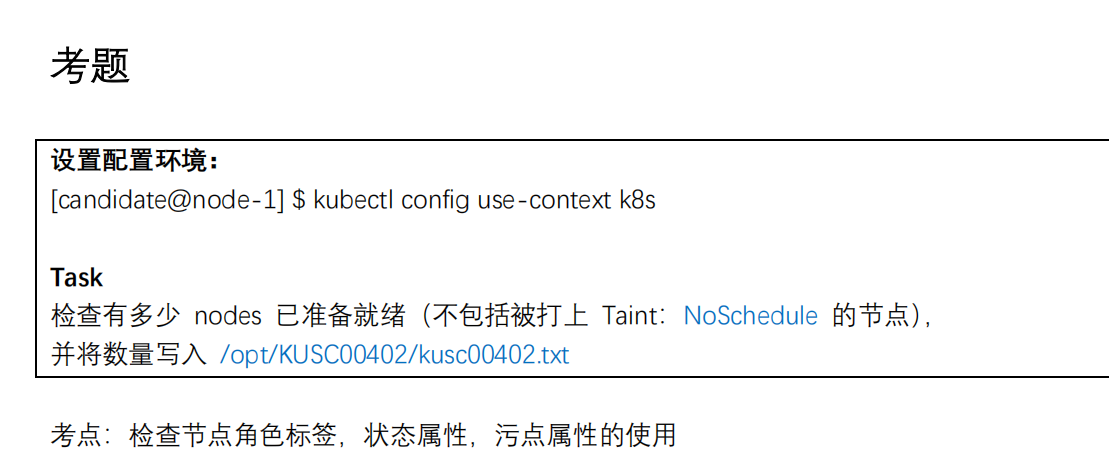 考题
设置配置环境：
[candidate@node-1] $ kubectl config use-context k8s
Task
检查有多少 nodes 已准备就绪（不包括被打上 Taint：NoSchedule 的节点），
并将数量写入 /opt/KUSC00402/kusc00402.txt
考点：检查节点角色标签，状态属性，污点属性的使用